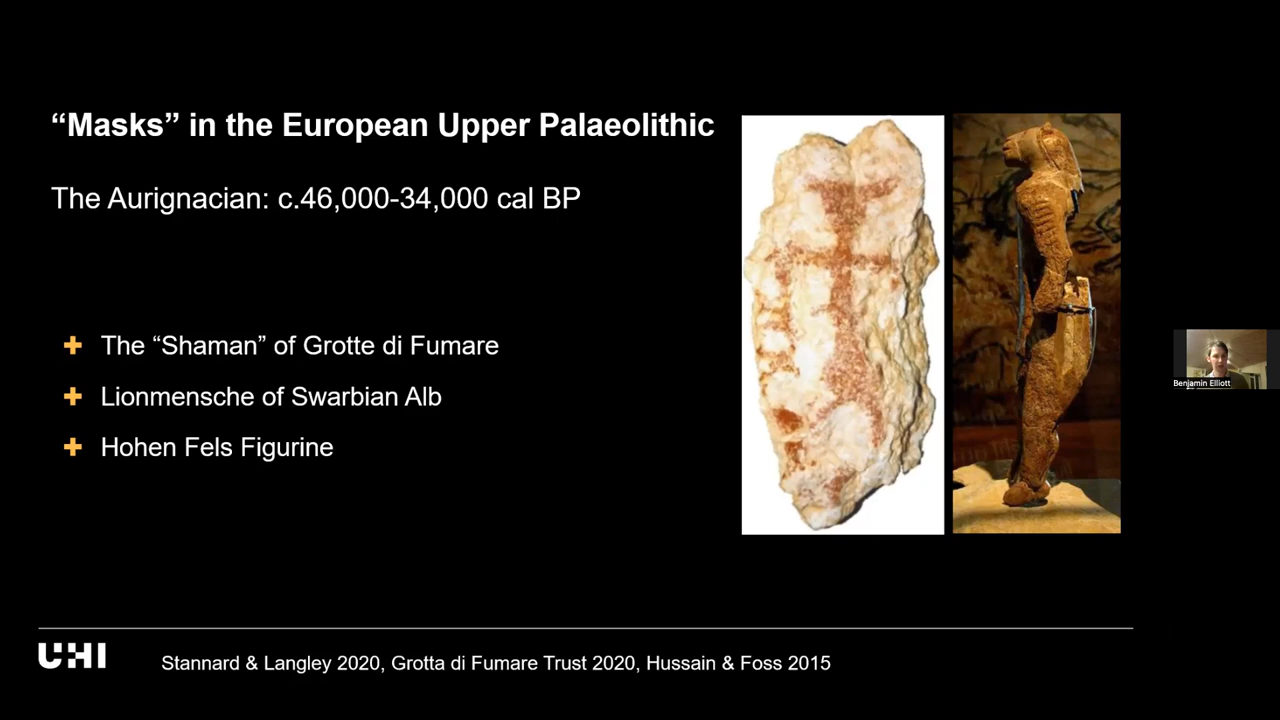 “Masks” in the European Upper Palaeolithic
The Aurignacian: c.46,000-34,000 cal BP
The “Shaman” of Grotte di Fumare
Lionmensche of Swarbian Alb
Hohen Fels Figurine
Benjamin Elliott
UHI
Stannard & Langley 2020, Grotta di Fumare Trust 2020, Hussain & Foss 2015